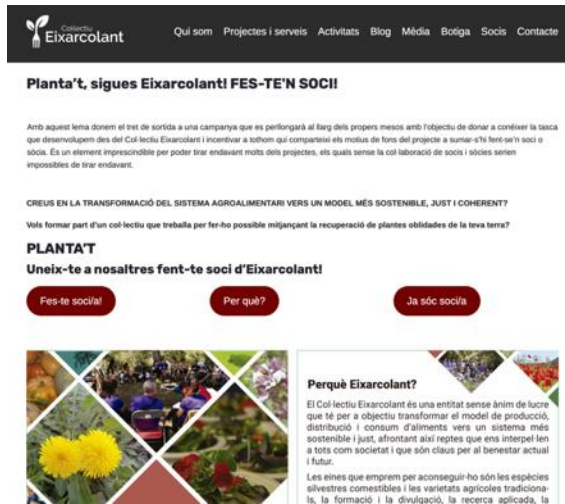 Col·lectiu
Eixarcolant
Qui som Projectes i serveis Activitats Blog Mèdia Botiga Socis Contacte
Planta't, sigues Eixarcolant! FES-TE'N SOCI!
Amb aquest lema donem el tret de sortida a una campanya que es perllongarà al llarg dels propers mesos amb l'objectiu de donar a conèixer la tasca
que desenvolupem des del Col·lectiu Eixarcolant i incentivar a tothom qui comparteixi els motius de fons del projecte a sumar-s'hi fent-se'n soci o
sòcia. És un element imprescindible per poder tirar endavant molts dels projectes, els quals sense la col·laboració de socis i sòcies serien
impossibles de tirar endavant.
CREUS EN LA TRANSFORMACIÓ DEL SISTEMA AGROALIMENTARI VERS UN MODEL MÉS SOSTENIBLE, JUST I COHERENT?
Vols formar part d'un col·lectiu que treballa per fer-ho possible mitjançant la recuperació de plantes oblidades de la teva terra?
PLANTA'T
Uneix-te a nosaltres fent-te soci d'Eixarcolant!
Fes-te soci/a! Per què? Ja sóc soci/a
Perquè Eixarcolant?
El Col·lectiu Eixarcolant és una entitat sense ànim de lucre
que té per a objectiu transformar el model de producció,
distribució i consum d'aliments vers un sistema més
sostenible i just, afrontant així reptes que ens interpel·len
a tots com societat i que són claus per al benestar actual
i futur.
Les eines que emprem per aconseguir-ho són les espècies
silvestres comestibles i les varietats agrícoles tradiciona-
ls, la formació i la divulgació, la recerca aplicada, la